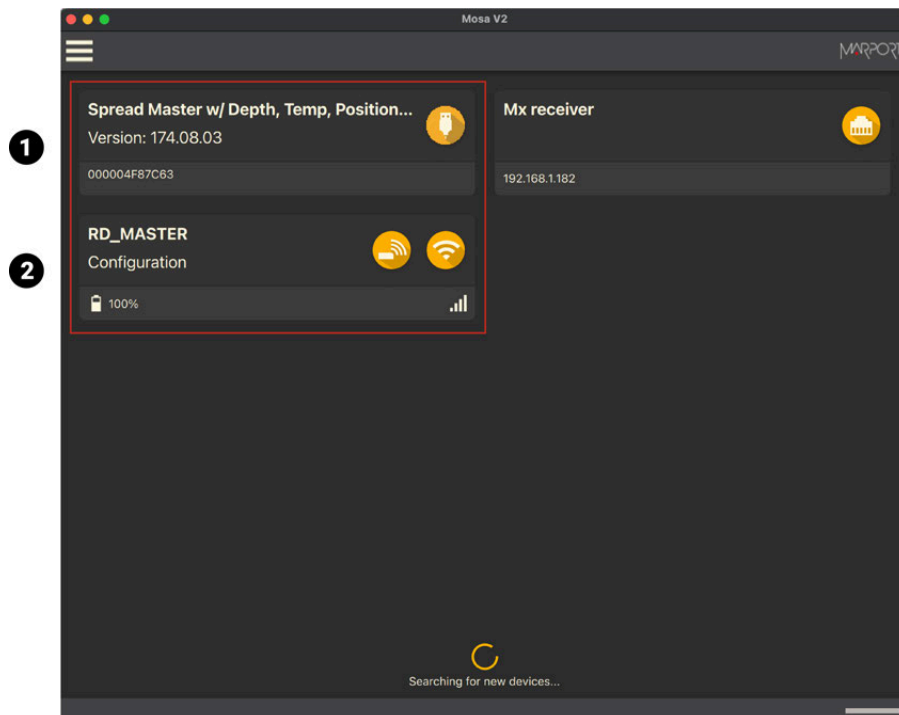 Mosa V2
MARPORT
1
Spread Master w/ Depth, Temp, Position...
Version: 174.08.03
000004F87C63
Mx receiver
192.168.1.182
2
RD_MASTER
Configuration
100%
Searching for new devices...